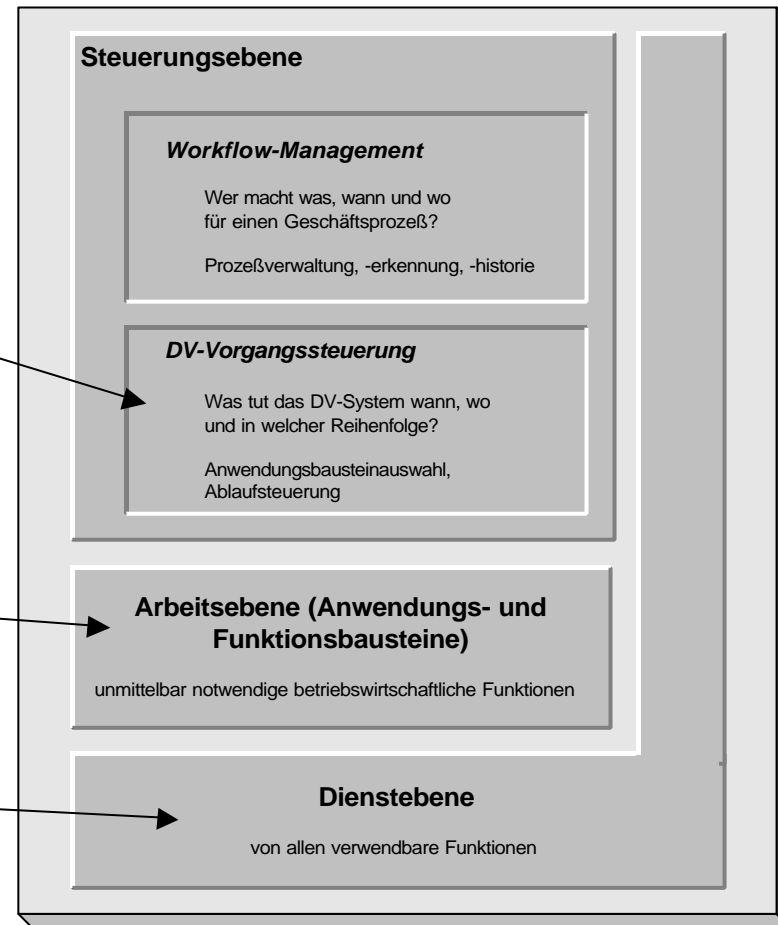 Steuerungsebene
Workflow-Management
Wer macht was, wann und wo
für einen Geschäftsprozeß?
Prozeßverwaltung, -erkennung, -historie
DV-Vorgangssteuerung
Was tut das DV-System wann, wo
und in welcher Reihenfolge?
Anwendungsbausteinauswahl,
Ablaufsteuerung
Arbeitsebene (Anwendungs- und
Funktionsbausteine)
unmittelbar notwendige betriebswirtschaftliche Funktionen
Dienstebene
von allen verwendbare Funktionen